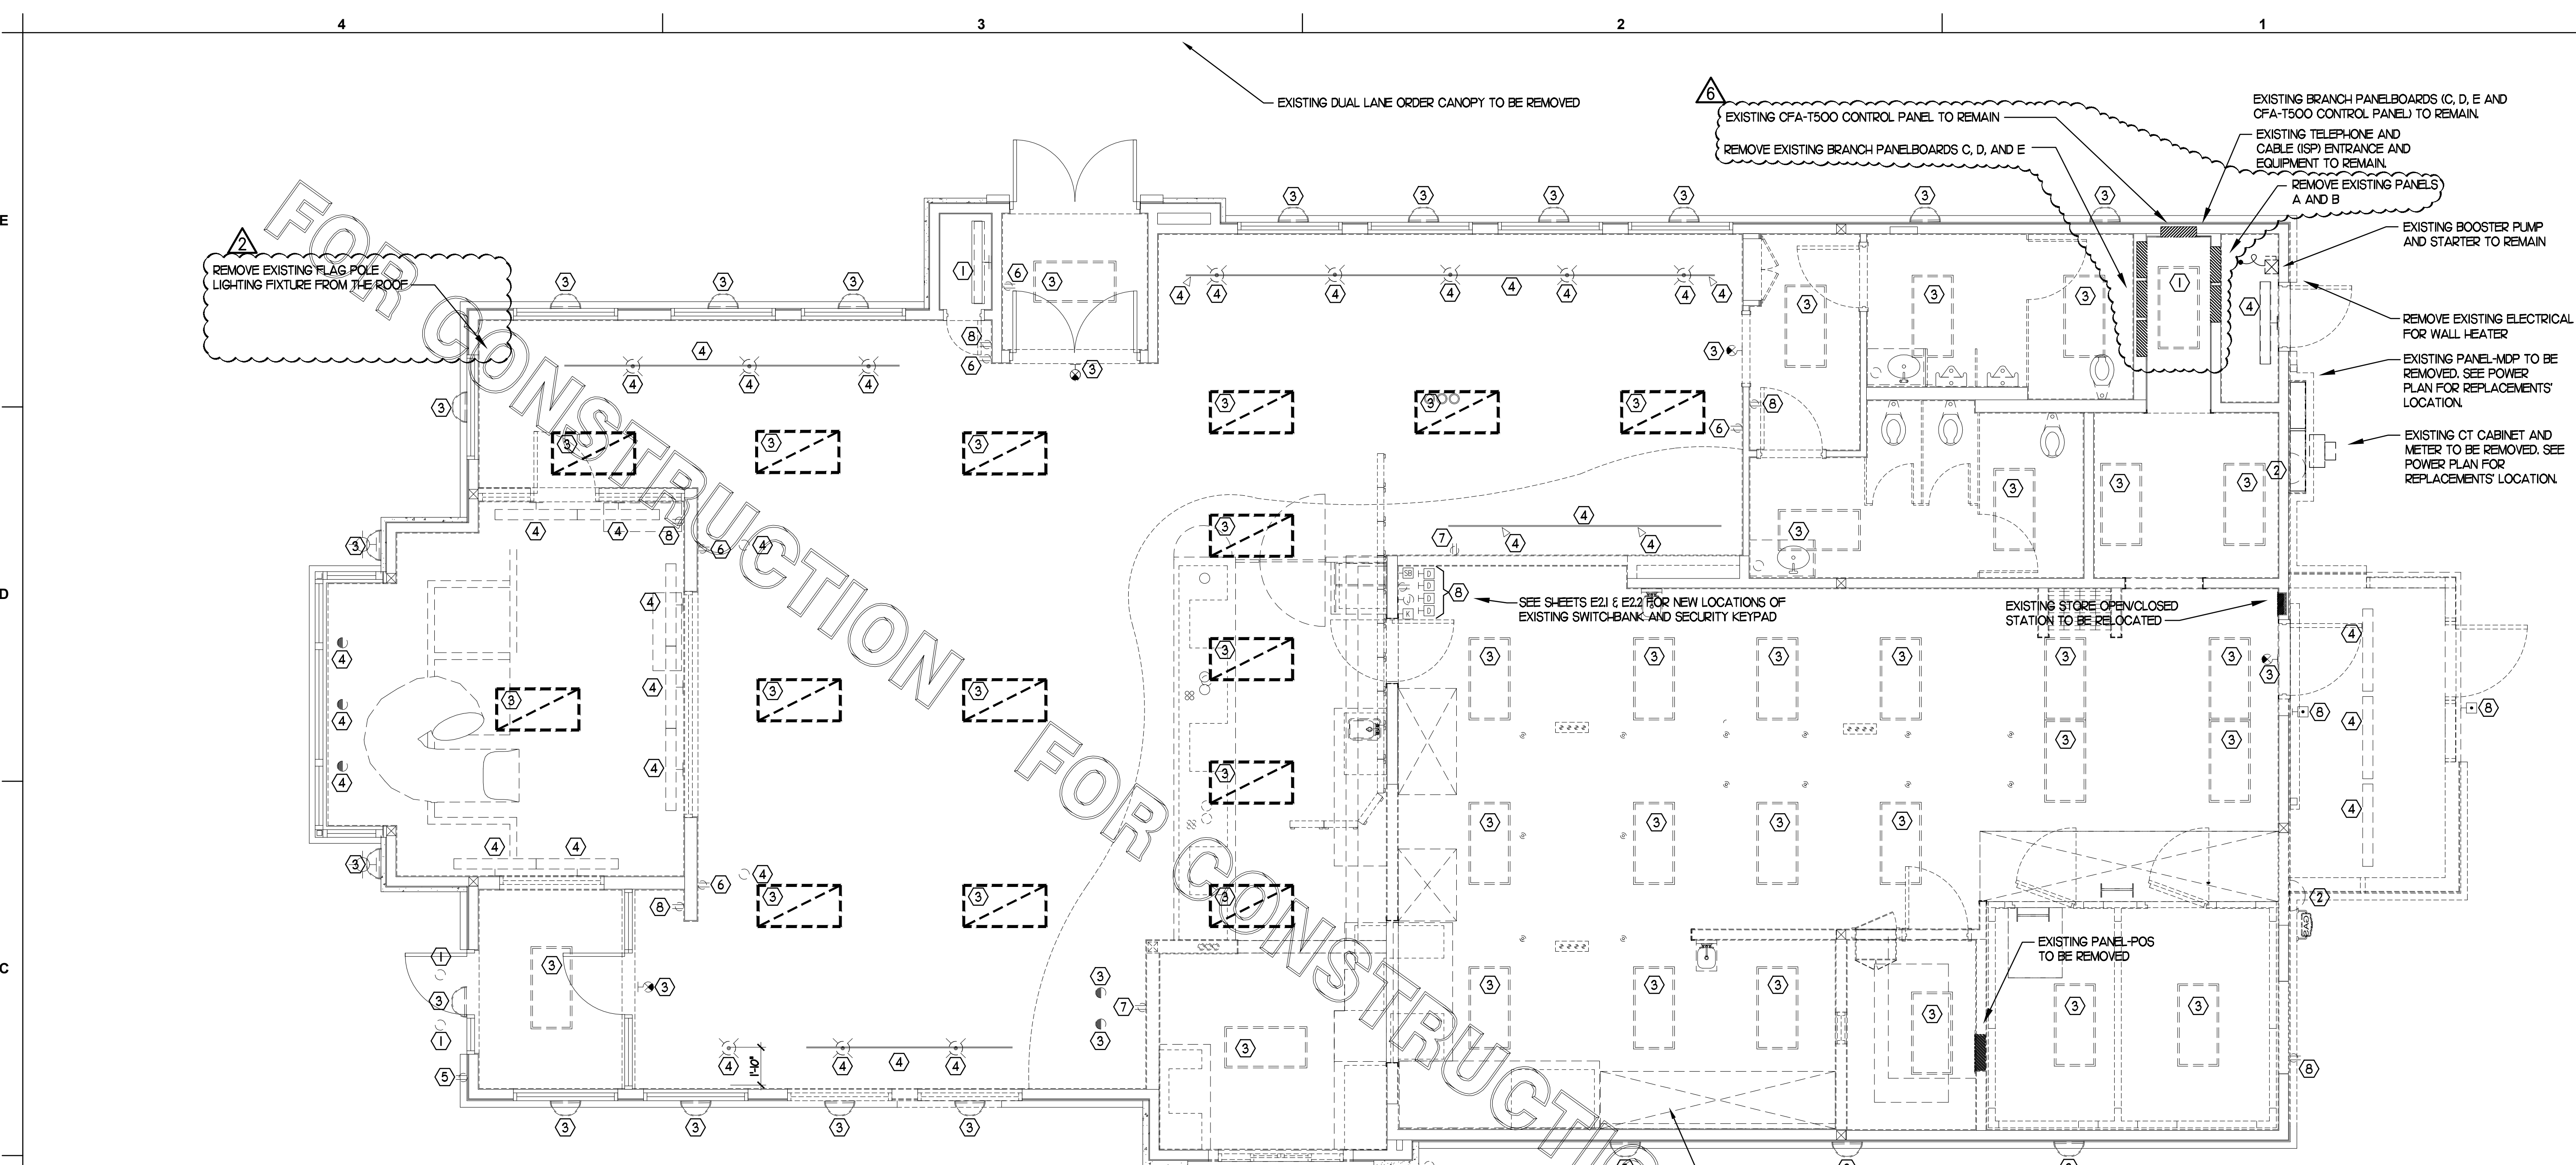 4
3
2
1
E
D
C
EXISTING DUAL LANE ORDER CANOPY TO BE REMOVED
6
EXISTING CFA-T500 CONTROL PANEL TO REMAIN
REMOVE EXISTING BRANCH PANELBOARDS C, D, AND E
EXISTING BRANCH PANELBOARDS (C, D, E AND
CFA-T500 CONTROL PANEL) TO REMAIN.
EXISTING TELEPHONE AND
CABLE (ISP) ENTRANCE AND
EQUIPMENT TO REMAIN.
REMOVE EXISTING PANELS
A AND B
EXISTING BOOSTER PUMP
AND STARTER TO REMAIN
REMOVE EXISTING ELECTRICAL
FOR WALL HEATER
EXISTING PANEL-MDP TO BE
REMOVED. SEE POWER
PLAN FOR REPLACEMENTS'
LOCATION.
EXISTING CT CABINET AND
METER TO BE REMOVED. SEE
POWER PLAN FOR
REPLACEMENTS' LOCATION.
2
REMOVE EXISTING FLAG POLE
LIGHTING FIXTURE FROM THE ROOF
FOR CONSTRUCTION FOR CONSTRUCTIO
SB D
D
D
K D
8
SEE SHEETS E2.1 & E2.2 FOR NEW LOCATIONS OF
EXISTING SWITCHBANK AND SECURITY KEYPAD
EXISTING STORE OPEN/CLOSED
STATION TO BE RELOCATED
EXISTING PANEL-POS
TO BE REMOVED
GAS
1'-10"